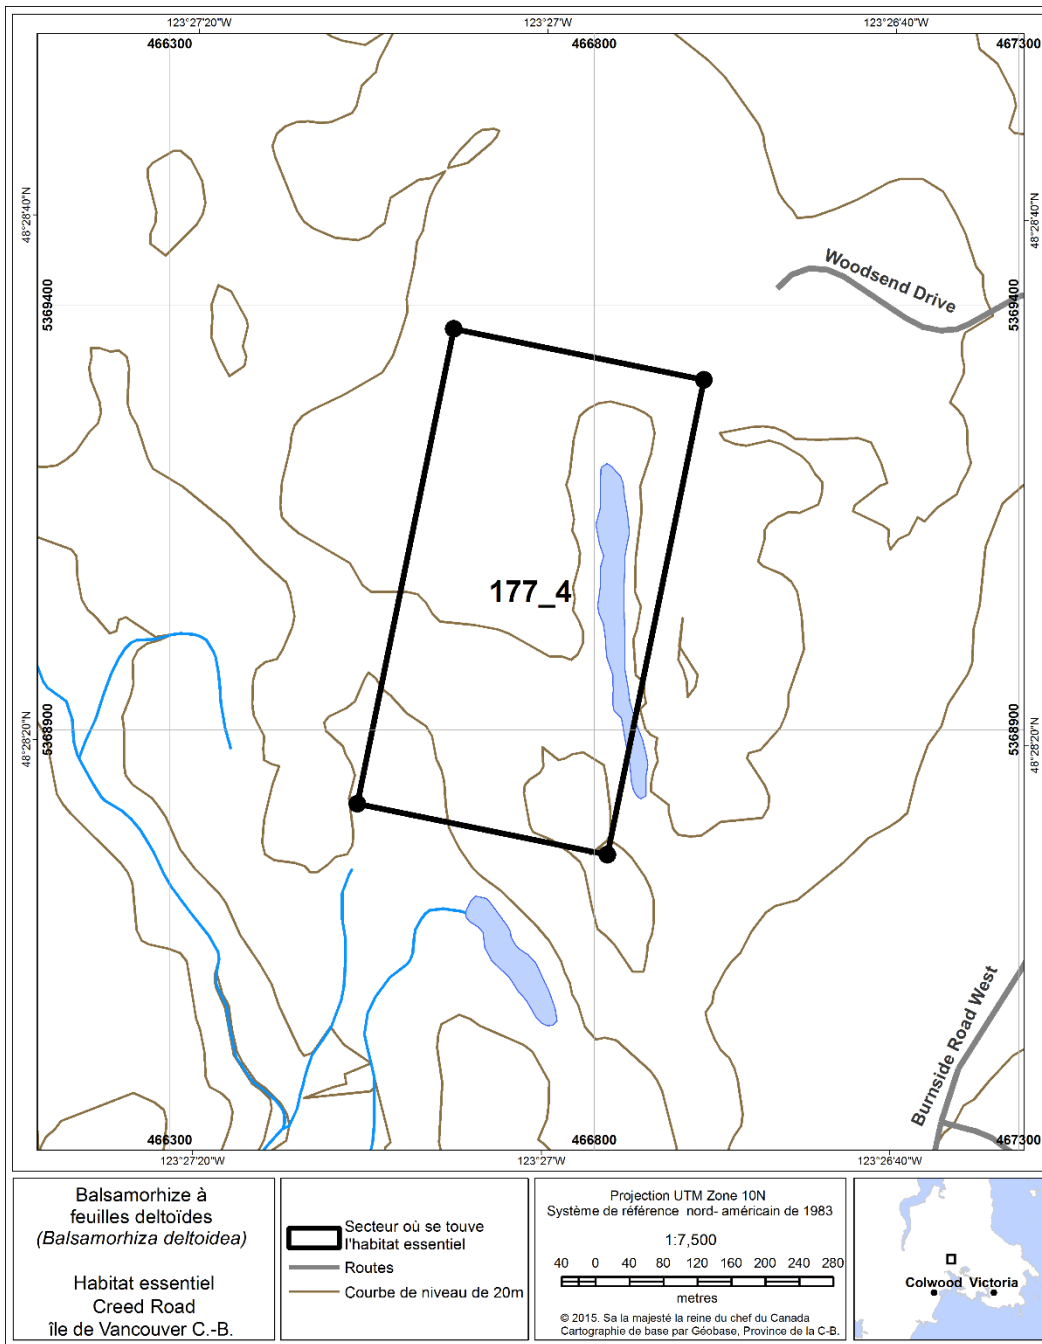 123°27'20"W
123°27'W
123°26'40"W
466300
466800
467300
48°28'40"N
48°28'40"N
Woodsend Drive
5369400
5369400
177_4
5368900
5368900
48°28'20"N
48°28'20"N
Burnside Road West
466300
466800
467300
123°27'20"W
123°27'W
123°26'40"W
Balsamorhize à
feuilles deltoïdes
(Balsamorhiza deltoidea)
Habitat essentiel
Creed Road
île de Vancouver C.-B.
Secteur où se touve
l'habitat essentiel
Routes
Courbe de niveau de 20m
Projection UTM Zone 10N
Système de référence nord- américain de 1983
1:7,500
40 0 40 80 120 160 200 240 280
metres
© 2015. Sa la majesté la reine du chef du Canada
Cartographie de base par Géobase, Province de la C-B.
Colwood Victoria